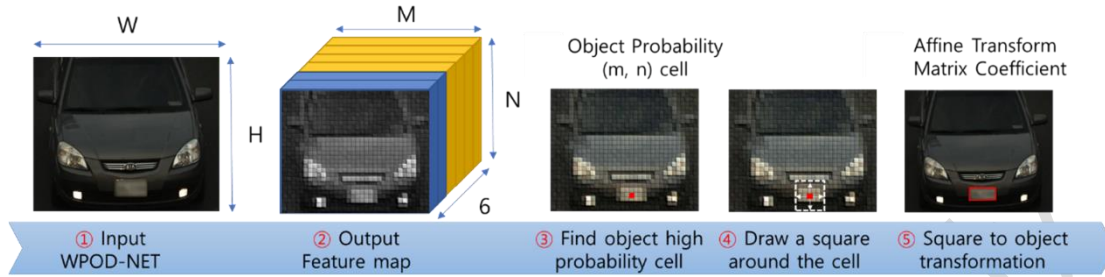 W
H
M
N
6
Object Probability
(m, n) cell
Affine Transform
Matrix Coefficient
① Input
WPOD-NET
② Output
Feature map
③ Find object high
probability cell
④ Draw a square
around the cell
⑤ Square to object
transformation